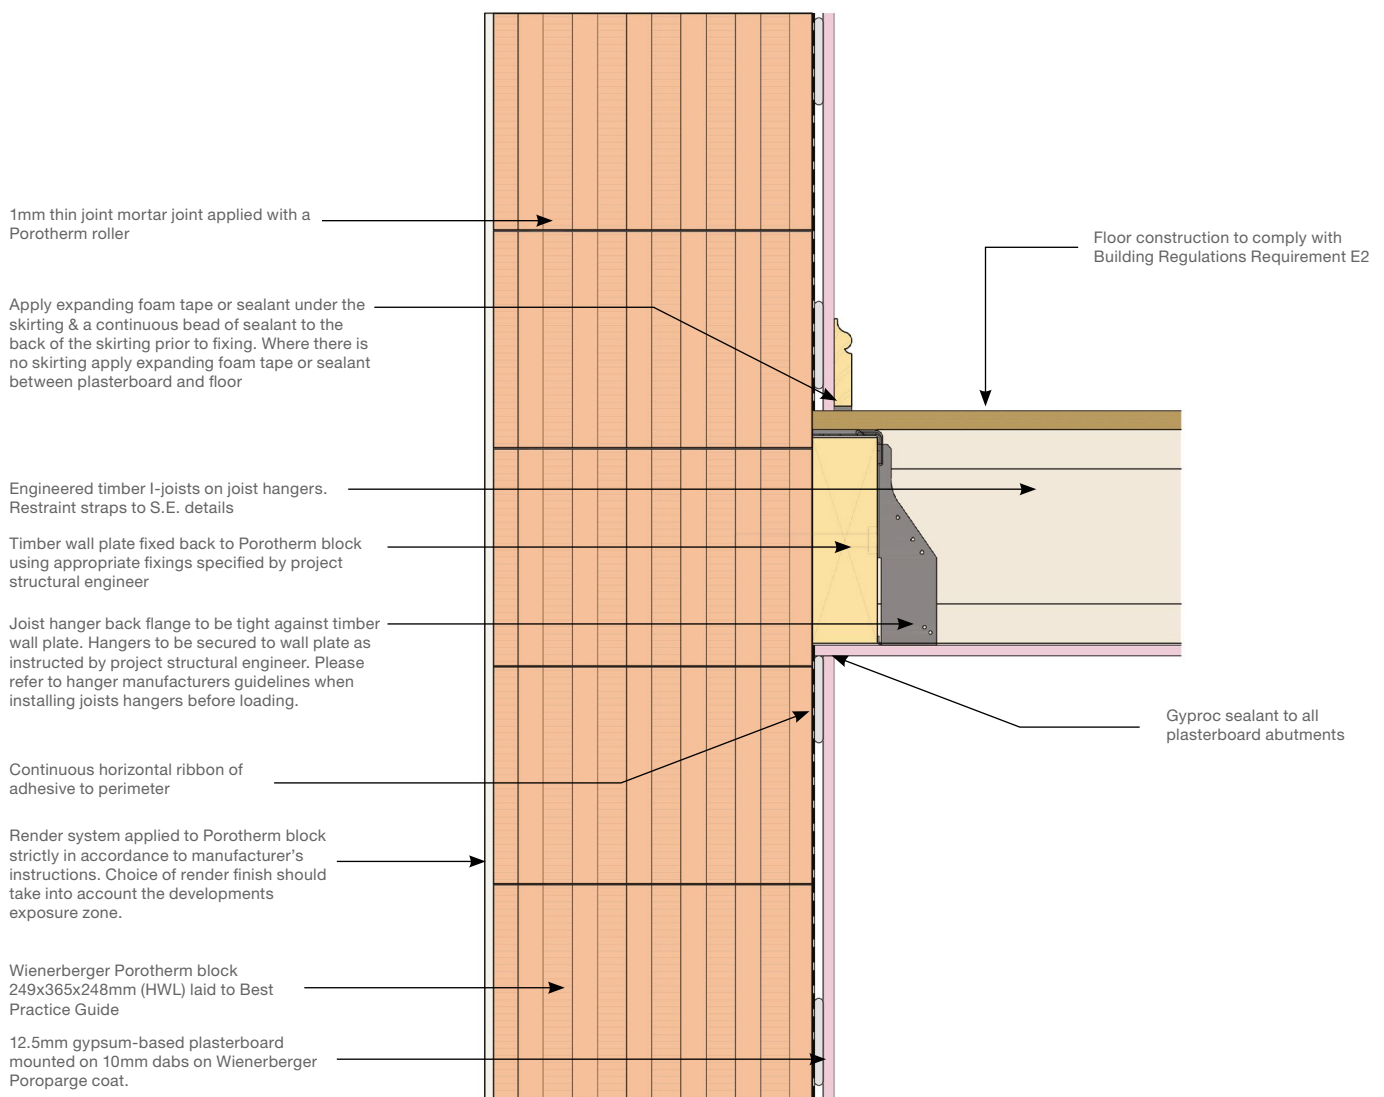 1mm thin joint mortar joint applied with a
Porotherm roller
Apply expanding foam tape or sealant under the
skirting & a continuous bead of sealant to the
back of the skirting prior to fixing. Where there is
no skirting apply expanding foam tape or sealant
between plasterboard and floor
Engineered timber I-joists on joist hangers.
Restraint straps to S.E. details
Timber wall plate fixed back to Porotherm block
using appropriate fixings specified by project
structural engineer
Joist hanger back flange to be tight against timber
wall plate. Hangers to be secured to wall plate as
instructed by project structural engineer. Please
refer to hanger manufacturers guidelines when
installing joists hangers before loading.
Continuous horizontal ribbon of
adhesive to perimeter
Render system applied to Porotherm block
strictly in accordance to manufacturer's
instructions. Choice of render finish should
take into account the developments
exposure zone.
Wienerberger Porotherm block
249x365x248mm (HWL) laid to Best
Practice Guide
12.5mm gypsum-based plasterboard
mounted on 10mm dabs on Wienerberger
Poroparge coat.
Floor construction to comply with
Building Regulations Requirement E2
Gyproc sealant to all
plasterboard abutments